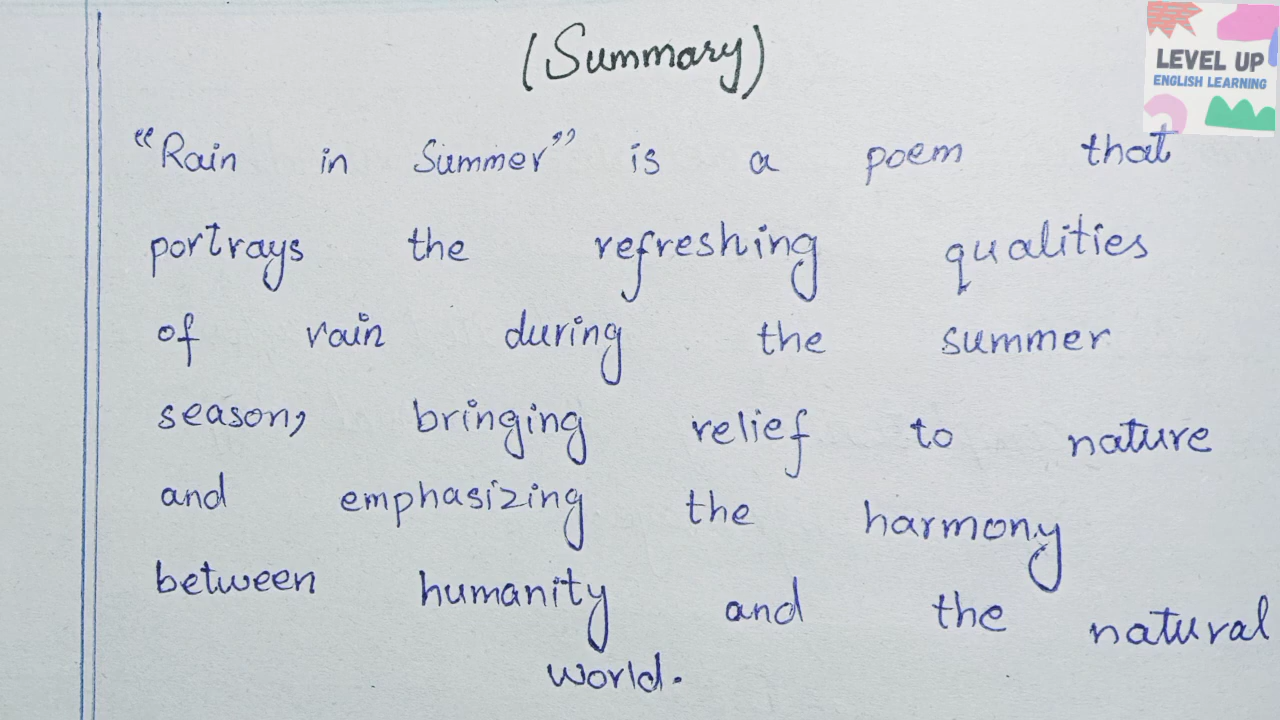 (Summary)
LEVEL UP
ENGLISH LEARNING
"Rain in Summer" is a poem that
portrays the refreshing qualities
of rain during the summer
season, bringing relief to nature
and emphasizing the harmony
between humanity and the natural
world.